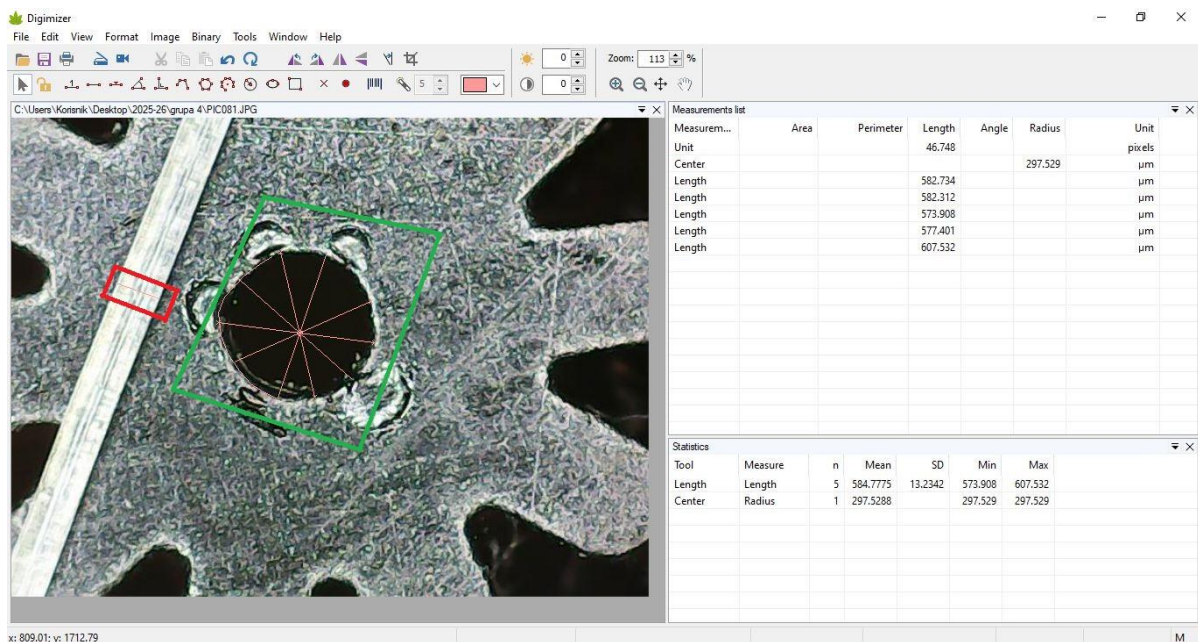 Digimizer
File Edit View Format Image Binary Tools Window Help
0 Zoom: 113 %
5 0
C:\Users\Korisnik\Desktop\2025-26\grupa 4\PIC081.JPG
Measurements list
Measurem... Area Perimeter Length Angle Radius Unit
Unit 46.748 pixels
Center 297.529 µm
Length 582.734 µm
Length 582.312 µm
Length 573.908 µm
Length 577.401 µm
Length 607.532 µm
Statistics
Tool Measure n Mean SD Min Max
Length Length 5 584.7775 13.2342 573.908 607.532
Center Radius 1 297.5288 297.529 297.529
x: 809.01; y: 1712.79 M